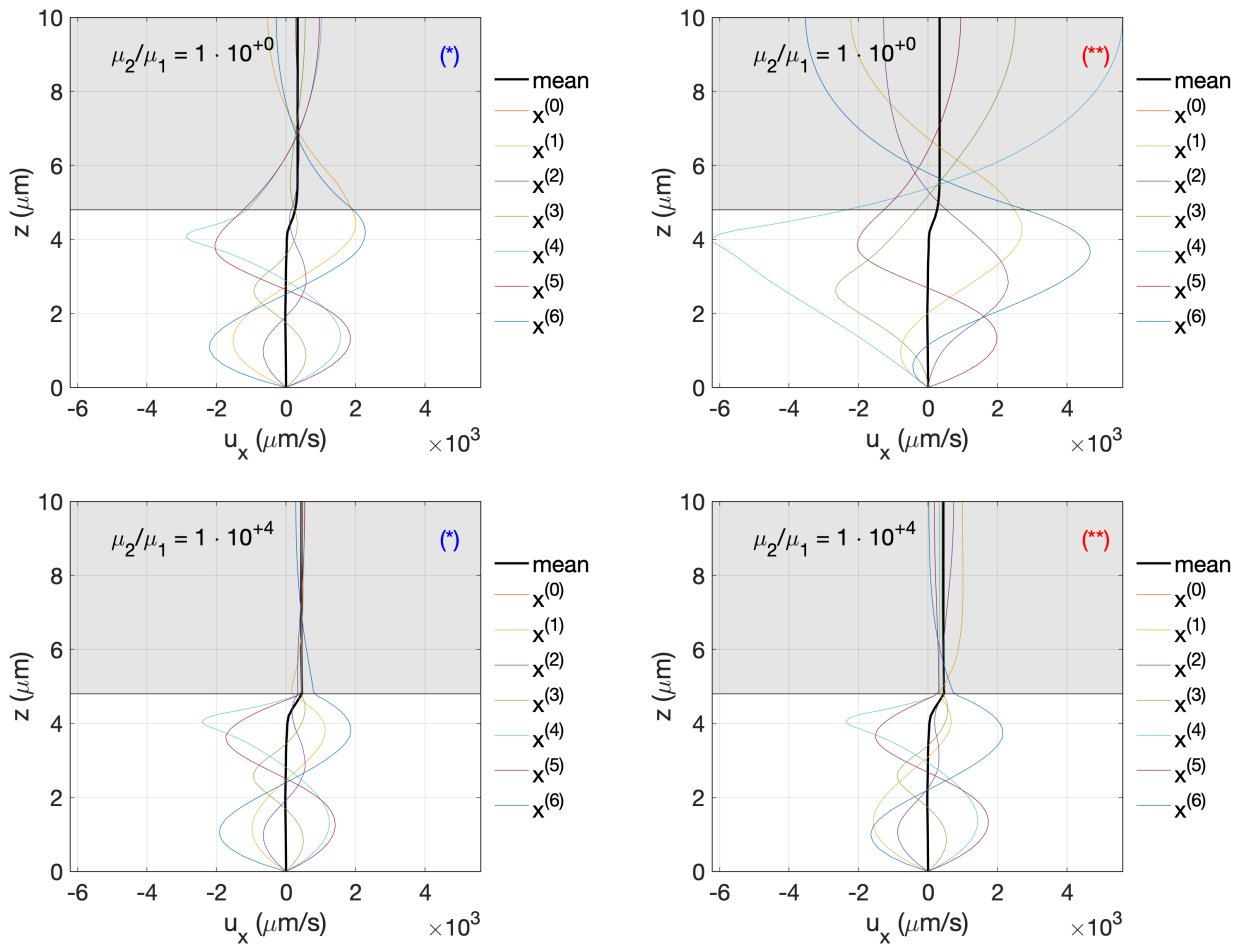 10
8
6
4
2
0
z (μm)
μ₂/μ₁ = 1 · 10⁺⁰
(*)
mean
x⁽⁰⁾
x⁽¹⁾
x⁽²⁾
x⁽³⁾
x⁽⁴⁾
x⁽⁵⁾
x⁽⁶⁾
-6 -4 -2 0 2 4
uₓ (μm/s)
×10³
10
8
6
4
2
0
z (μm)
μ₂/μ₁ = 1 · 10⁺⁰
(**)
mean
x⁽⁰⁾
x⁽¹⁾
x⁽²⁾
x⁽³⁾
x⁽⁴⁾
x⁽⁵⁾
x⁽⁶⁾
-6 -4 -2 0 2 4
uₓ (μm/s)
×10³
10
8
6
4
2
0
z (μm)
μ₂/μ₁ = 1 · 10⁺⁴
(*)
mean
x⁽⁰⁾
x⁽¹⁾
x⁽²⁾
x⁽³⁾
x⁽⁴⁾
x⁽⁵⁾
x⁽⁶⁾
-6 -4 -2 0 2 4
uₓ (μm/s)
×10³
10
8
6
4
2
0
z (μm)
μ₂/μ₁ = 1 · 10⁺⁴
(**)
mean
x⁽⁰⁾
x⁽¹⁾
x⁽²⁾
x⁽³⁾
x⁽⁴⁾
x⁽⁵⁾
x⁽⁶⁾
-6 -4 -2 0 2 4
uₓ (μm/s)
×10³